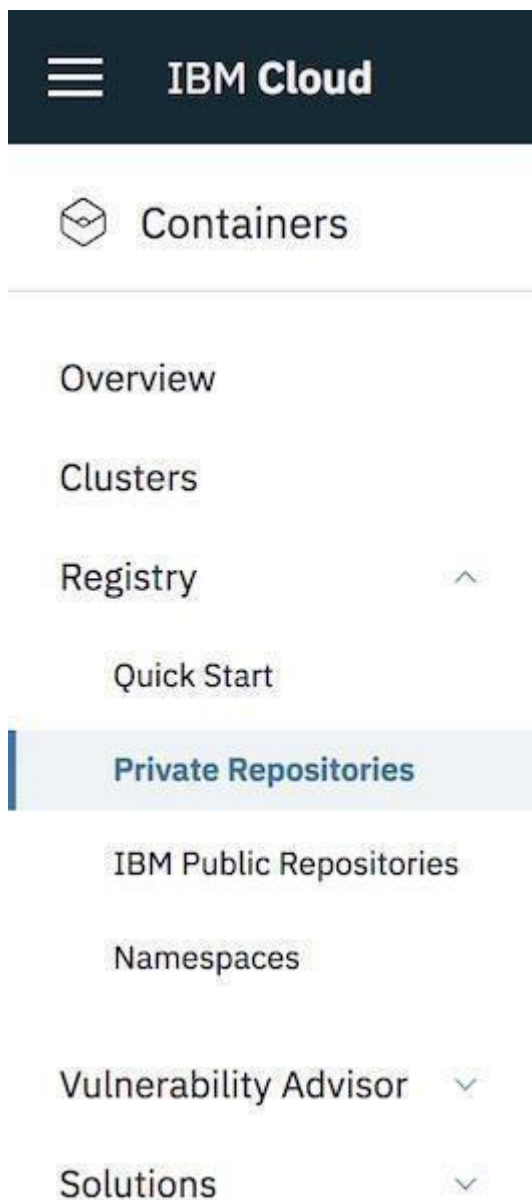 IBM Cloud
Containers
Overview
Clusters
Registry
Quick Start
Private Repositories
IBM Public Repositories
Namespaces
Vulnerability Advisor
Solutions